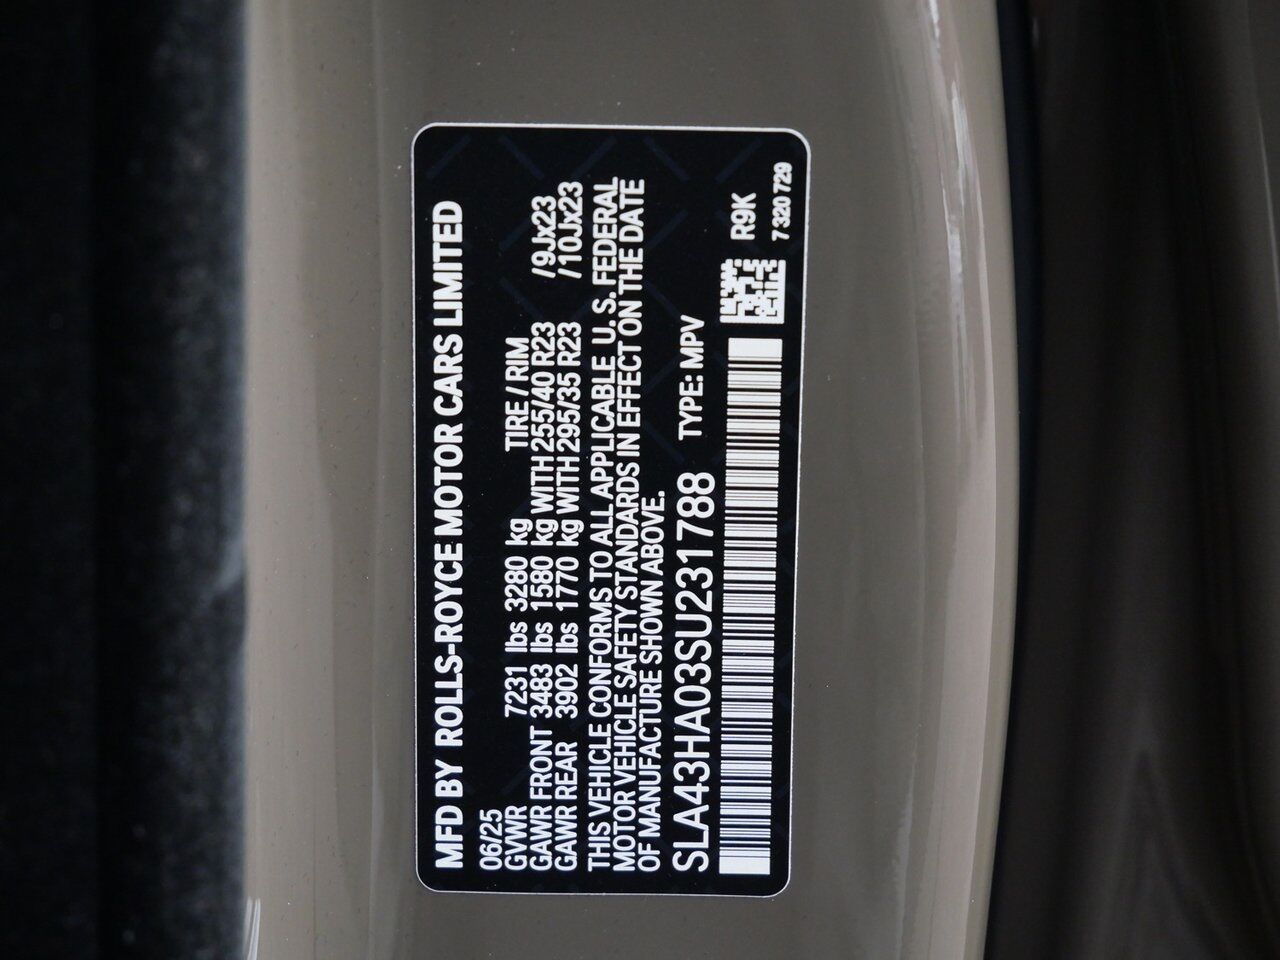 MFD BY ROLLS-ROYCE MOTOR CARS LIMITED
06/25
GVWR 7231 lbs 3280 kg TIRE / RIM
GAWR FRONT 3483 lbs 1580 kg WITH 255/40 R23 /9Jx23
GAWR REAR 3902 lbs 1770 kg WITH 295/35 R23 /10Jx23
THIS VEHICLE CONFORMS TO ALL APPLICABLE U. S. FEDERAL
MOTOR VEHICLE SAFETY STANDARDS IN EFFECT ON THE DATE
OF MANUFACTURE SHOWN ABOVE.
SLA43HA03SU231788 TYPE: MPV
R9K
7 320 729